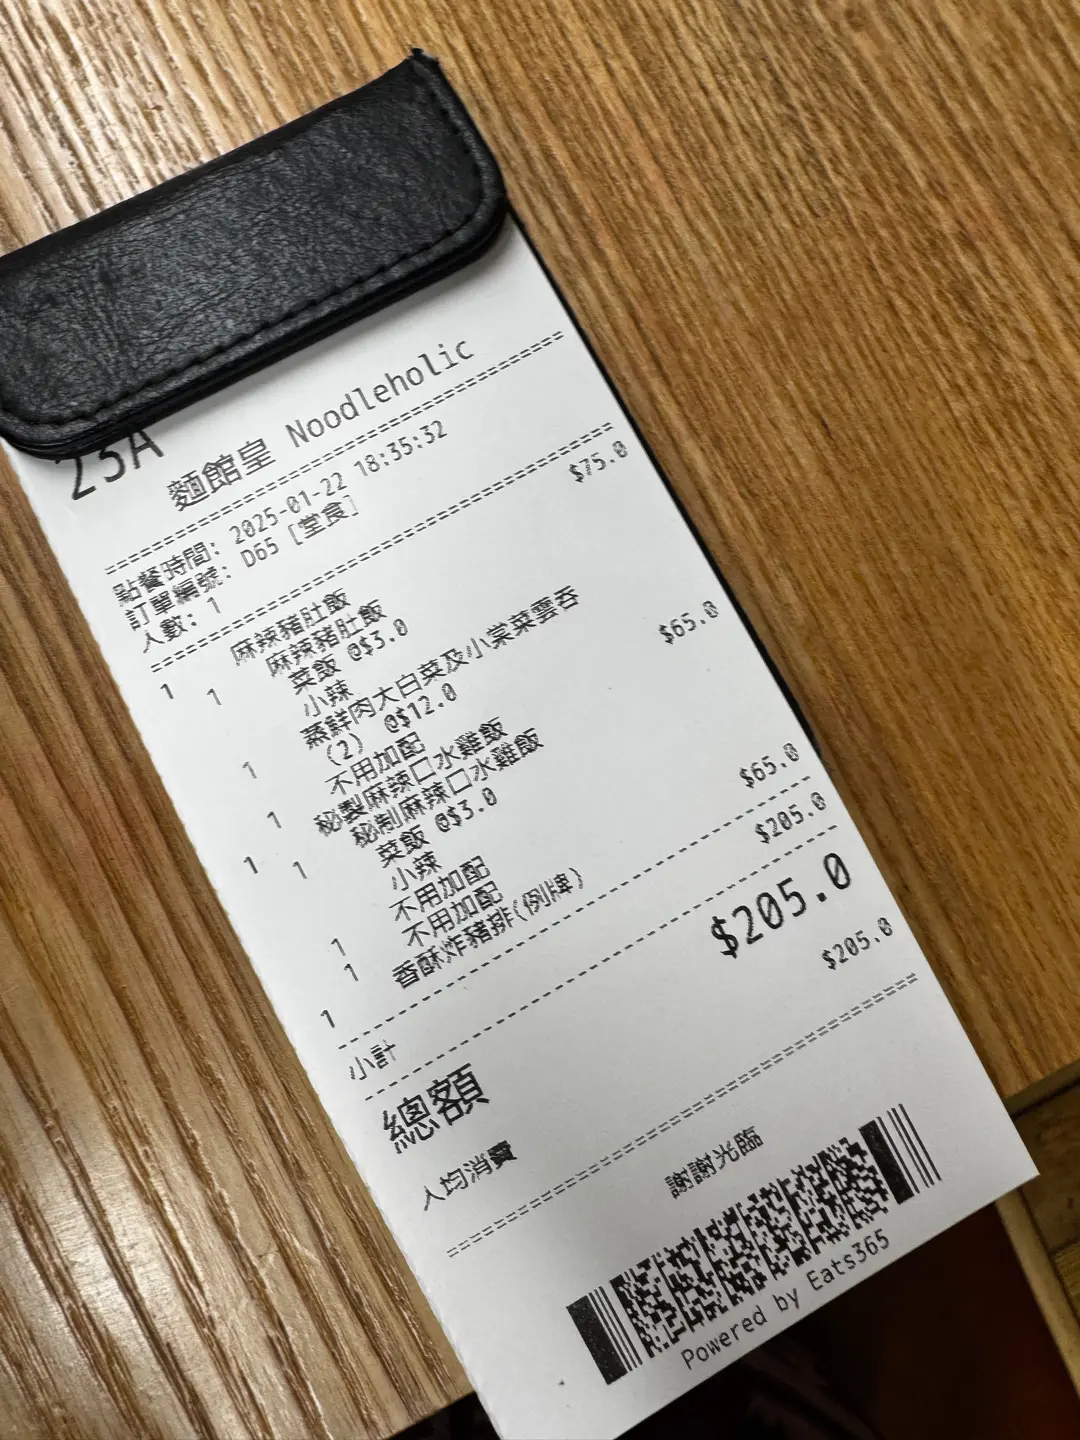 23A
麵館皇 Noodleholic
點餐時間: 2025-01-22 18:35:32
訂單編號: D65 [堂食]
人數: 1
1 麻辣豬肚飯 $75.0
1 麻辣豬肚飯
菜飯 @$3.0
小辣
1 蒸鮮肉大白菜及小棠菜雲吞
(2) @$12.0
1 不用加配
1 秘製麻辣口水雞飯 $65.0
1 秘制麻辣口水雞飯
菜飯 @$3.0
小辣
1 不用加配
1 不用加配
1 香酥炸豬排(例牌) $65.0
小計 $205.0
總額 $205.0
人均消費 $205.0
謝謝光臨
Powered by Eats365